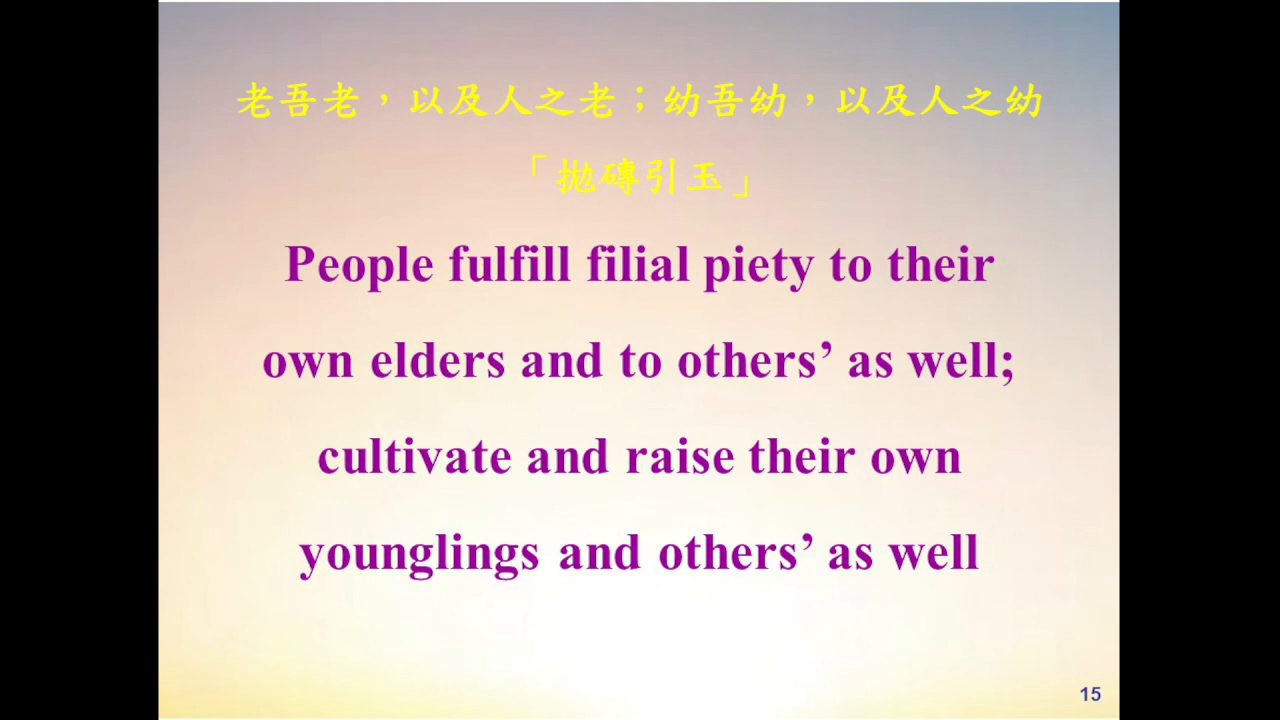 老吾老，以及人之老；幼吾幼，以及人之幼
「拋磚引玉」
People fulfill filial piety to their
own elders and to others’ as well;
cultivate and raise their own
younglings and others’ as well
15